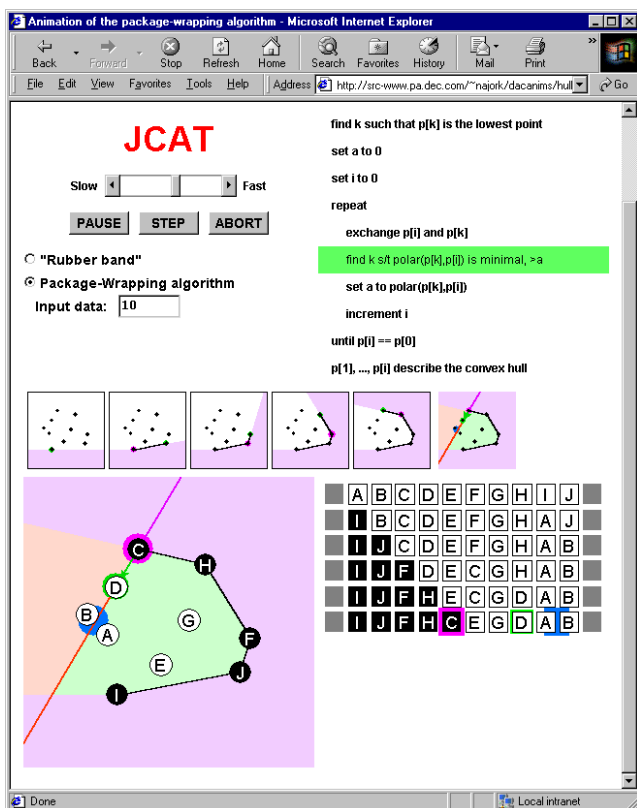 Animation of the package-wrapping algorithm - Microsoft Internet Explorer
Back Forward Stop Refresh Home Search Favorites History Mail Print »
File Edit View Favorites Tools Help Address http://src-www.pa.dec.com/~najork/dacanims/hull Go
JCAT
Slow Fast
PAUSE STEP ABORT
"Rubber band"
Package-Wrapping algorithm
Input data: 10
find k such that p[k] is the lowest point
set a to 0
set i to 0
repeat
exchange p[i] and p[k]
find k s/t polar(p[k],p[i]) is minimal, >a
set a to polar(p[k],p[i])
increment i
until p[i] == p[0]
p[1], ..., p[i] describe the convex hull
C
H
D
B
A
G
F
E
J
I
A B C D E F G H I J
I B C D E F G H A J
I J C D E F G H A B
I J F D E C G H A B
I J F H E C G D A B
I J F H C E G D A B
Done Local intranet